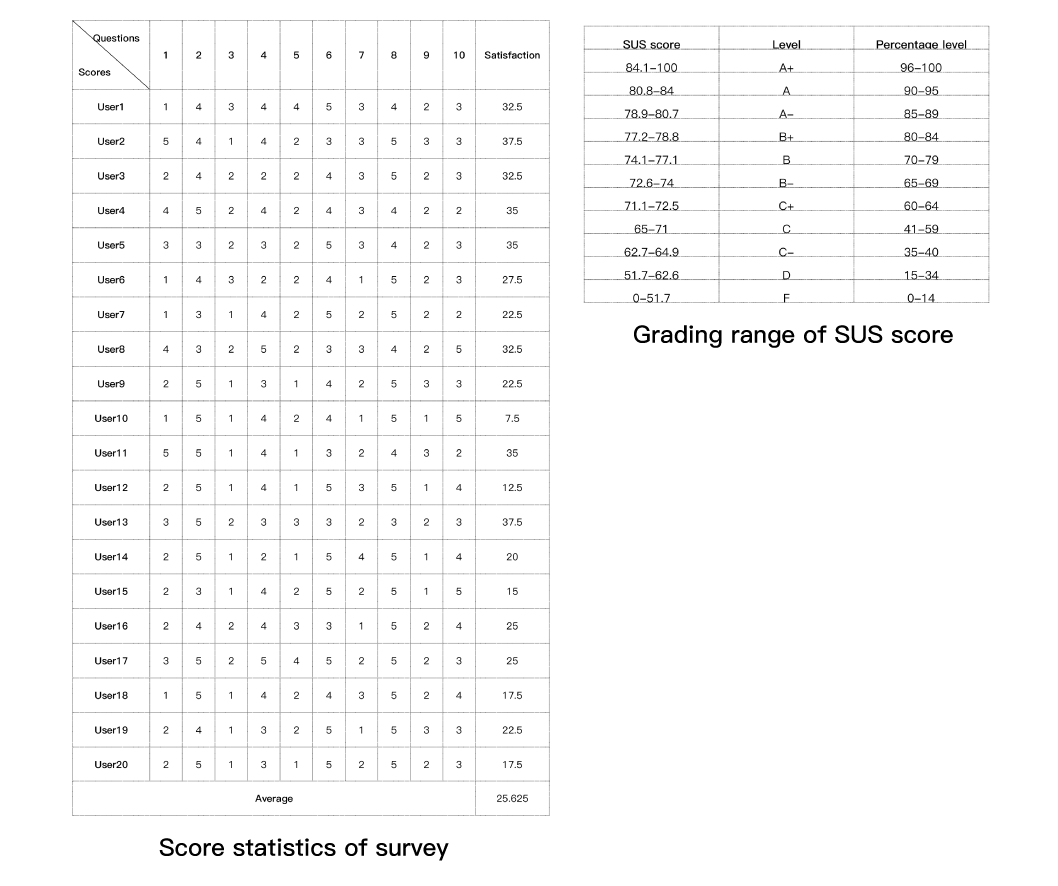 Questions
Scores
1 2 3 4 5 6 7 8 9 10 Satisfaction
User1 1 4 3 4 4 5 3 4 2 3 32.5
User2 5 4 1 4 2 3 3 5 3 3 37.5
User3 2 4 2 2 2 4 3 5 2 3 32.5
User4 4 5 2 4 2 4 3 4 2 2 35
User5 3 3 2 3 2 5 3 4 2 3 35
User6 1 4 3 2 2 4 1 5 2 3 27.5
User7 1 3 1 4 2 5 2 5 2 2 22.5
User8 4 3 2 5 2 3 3 4 2 5 32.5
User9 2 5 1 3 1 4 2 5 3 3 22.5
User10 1 5 1 4 2 4 1 5 1 5 7.5
User11 5 5 1 4 1 3 2 4 3 2 35
User12 2 5 1 4 1 5 3 5 1 4 12.5
User13 3 5 2 3 3 3 2 3 2 3 37.5
User14 2 5 1 2 1 5 4 5 1 4 20
User15 2 3 1 4 2 5 2 5 1 5 15
User16 2 4 2 4 3 3 1 5 2 4 25
User17 3 5 2 5 4 5 2 5 2 3 25
User18 1 5 1 4 2 4 3 5 2 4 17.5
User19 2 4 1 3 2 5 1 5 3 3 22.5
User20 2 5 1 3 1 5 2 5 2 3 17.5
Average 25.625
Score statistics of survey
SUS score Level Percentage level
84.1–100 A+ 96–100
80.8–84 A 90–95
78.9–80.7 A– 85–89
77.2–78.8 B+ 80–84
74.1–77.1 B 70–79
72.6–74 B– 65–69
71.1–72.5 C+ 60–64
65–71 C 41–59
62.7–64.9 C– 35–40
51.7–62.6 D 15–34
0–51.7 F 0–14
Grading range of SUS score